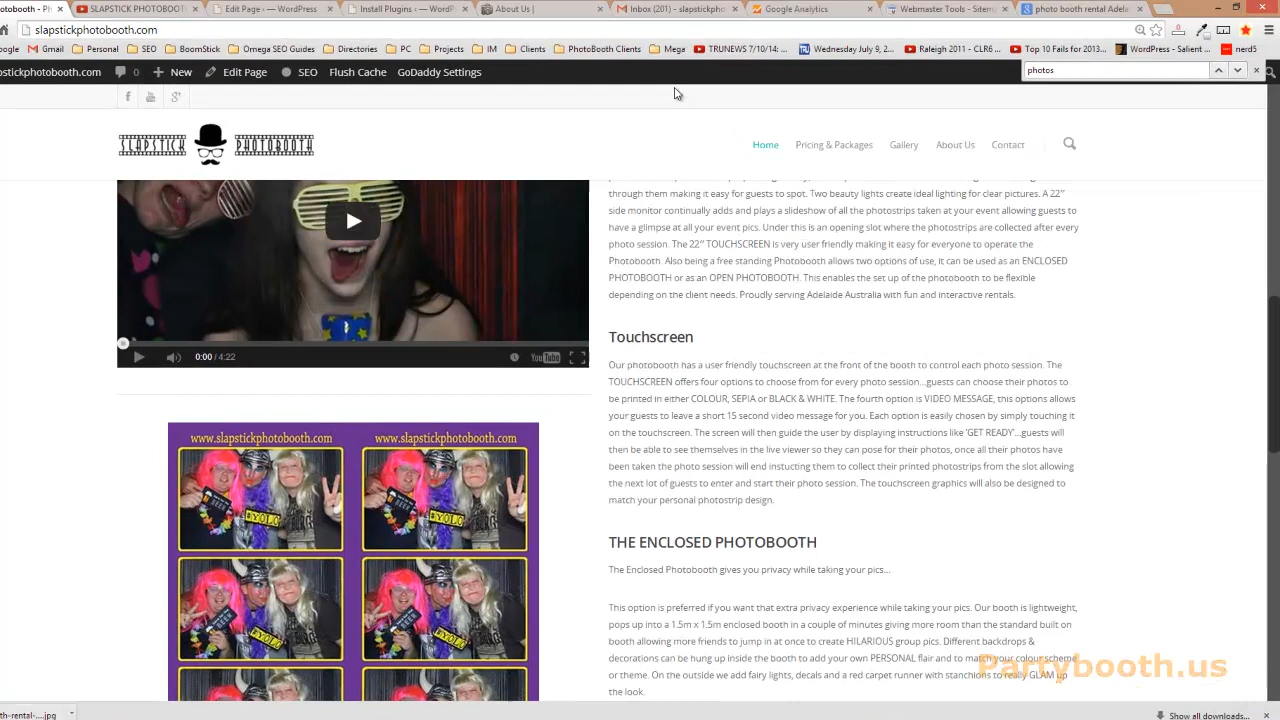 PHOTOBOOTH -
SLAPSTICK PHOTOBOOTH -
Edit Page ‹ — WordPress
Install Plugins ‹ — WordPress
About Us |
Inbox (201) - slapstickphot
Google Analytics
Webmaster Tools - Sitem
photo booth rental Adela
slapstickphotobooth.com
Gmail
Personal
SEO
BoomStick
Omega SEO Guides
Directories
PC
Projects
IM
Clients
PhotoBooth Clients
Mega
TRUNEWS 7/10/14: ...
Wednesday July 9, 2...
Raleigh 2011 - CLR6 ...
Top 10 Fails for 2013...
WordPress - Salient ...
nerd5
pstickphotobooth.com
0
New
Edit Page
SEO
Flush Cache
GoDaddy Settings
photos
SLAPSTICK PHOTOBOOTH
Home
Pricing & Packages
Gallery
About Us
Contact
through them making it easy for guests to spot. Two beauty lights create ideal lighting for clear pictures. A 22″
side monitor continually adds and plays a slideshow of all the photostrips taken at your event allowing guests to
have a glimpse at all your event pics. Under this is an opening slot where the photostrips are collected after every
photo session. The 22″ TOUCHSCREEN is very user friendly making it easy for everyone to operate the
Photobooth. Also being a free standing Photobooth allows two options of use, it can be used as an ENCLOSED
PHOTOBOOTH or as an OPEN PHOTOBOOTH. This enables the set up of the photobooth to be flexible
depending on the client needs. Proudly serving Adelaide Australia with fun and interactive rentals.
0:00 / 4:22
YouTube
Touchscreen
Our photobooth has a user friendly touchscreen at the front of the booth to control each photo session. The
TOUCHSCREEN offers four options to choose from for every photo session...guests can choose their photos to
be printed in either COLOUR, SEPIA or BLACK & WHITE. The fourth option is VIDEO MESSAGE, this options allows
your guests to leave a short 15 second video message for you. Each option is easily chosen by simply touching it
on the touchscreen. The screen will then guide the user by displaying instructions like 'GET READY'...guests will
then be able to see themselves in the live viewer so they can pose for their photos, once all their photos have
been taken the photo session will end instucting them to collect their printed photostrips from the slot allowing
the next lot of guests to enter and start their photo session. The touchscreen graphics will also be designed to
match your personal photostrip design.
www.slapstickphotobooth.com
www.slapstickphotobooth.com
#YOLO
#YOLO
#YOLO
#YOLO
THE ENCLOSED PHOTOBOOTH
The Enclosed Photobooth gives you privacy while taking your pics...
This option is preferred if you want that extra privacy experience while taking your pics. Our booth is lightweight,
pops up into a 1.5m x 1.5m enclosed booth in a couple of minutes giving more room than the standard built on
booth allowing more friends to jump in at once to create HILARIOUS group pics. Different backdrops &
decorations can be hung up inside the booth to add your own PERSONAL flair and to match your colour scheme
or theme. On the outside we add fairy lights, decals and a red carpet runner with stanchions to really GLAM up
the look.
Partybooth.us
th-rental-....jpg
Show all downloads...